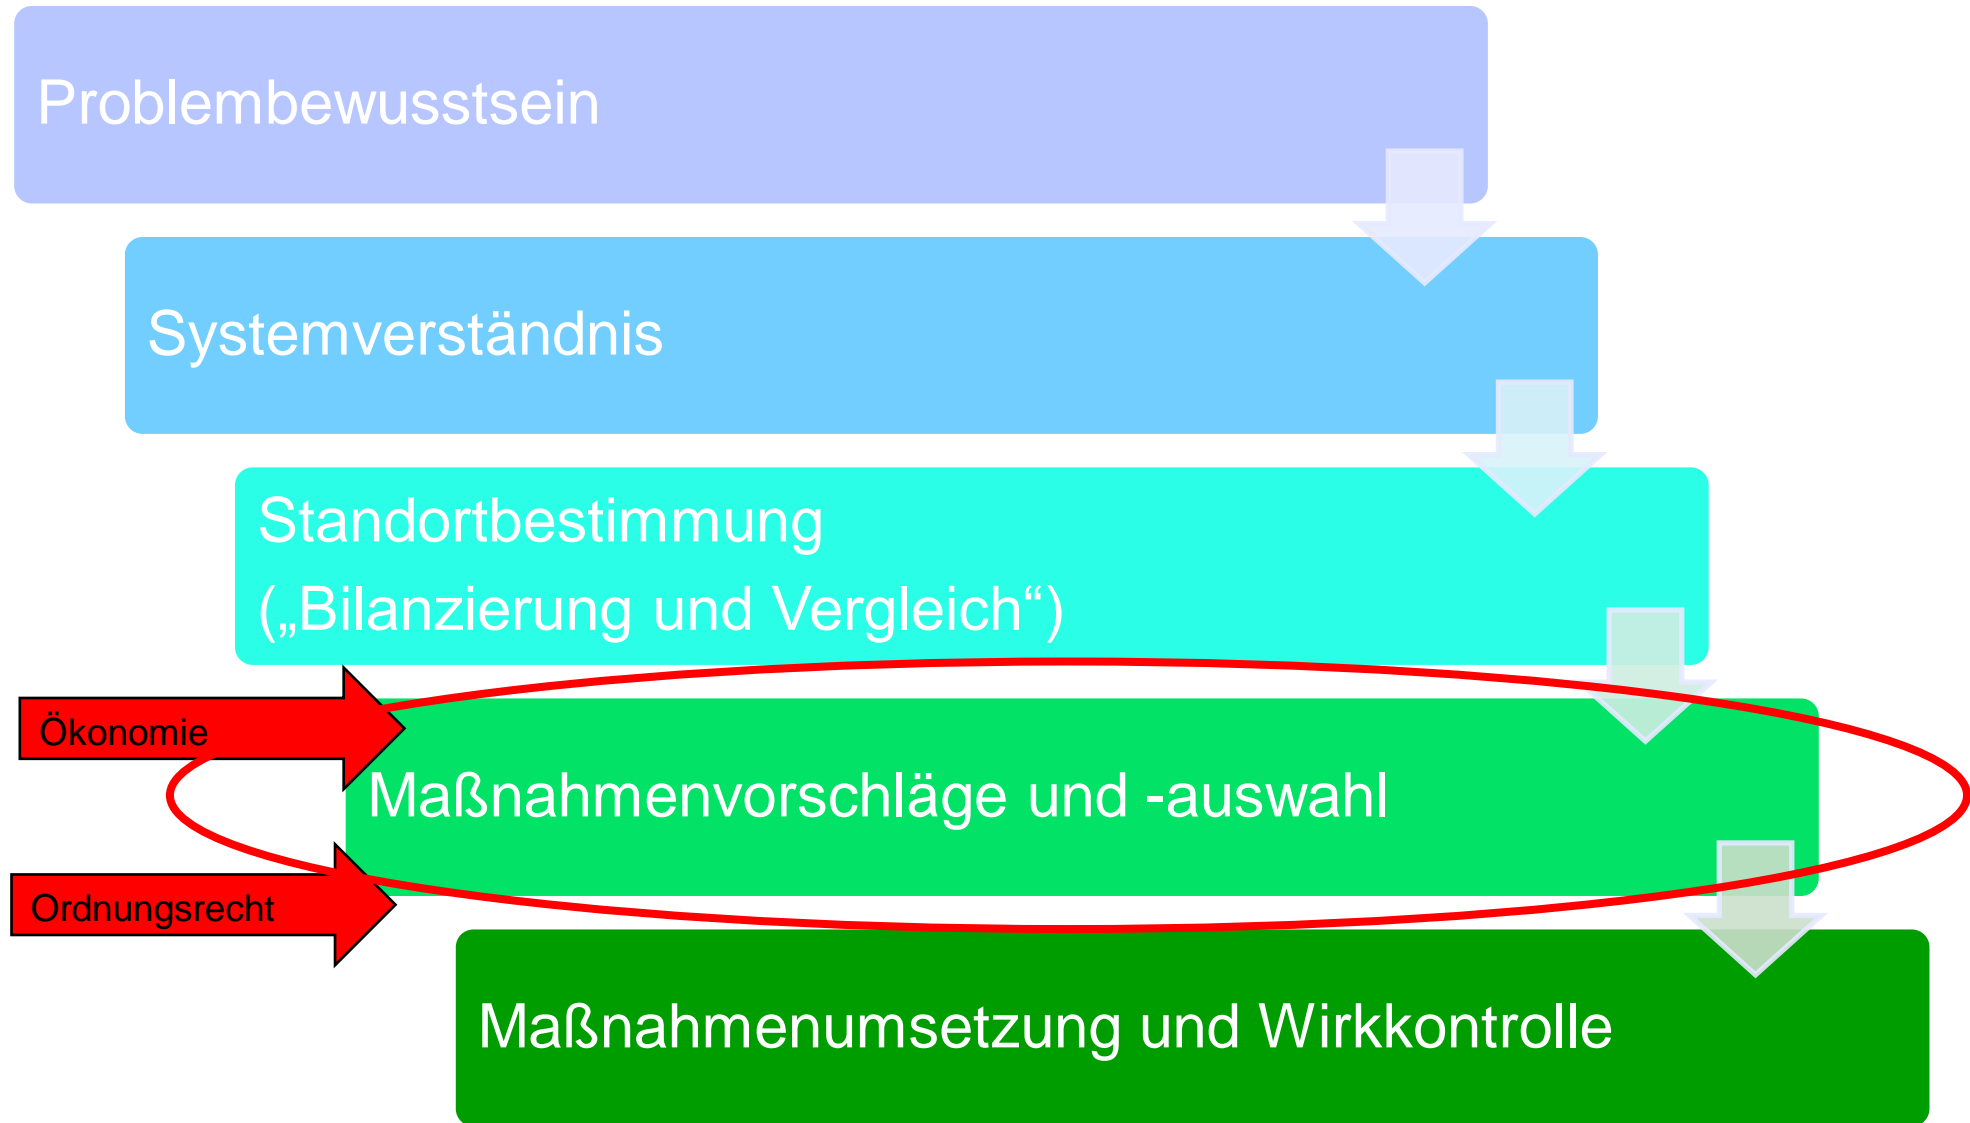 Problembewusstsein
Systemverständnis
Standortbestimmung
(„Bilanzierung und Vergleich“)
Ökonomie
Maßnahmenvorschläge und -auswahl
Ordnungsrecht
Maßnahmenumsetzung und Wirkkontrolle